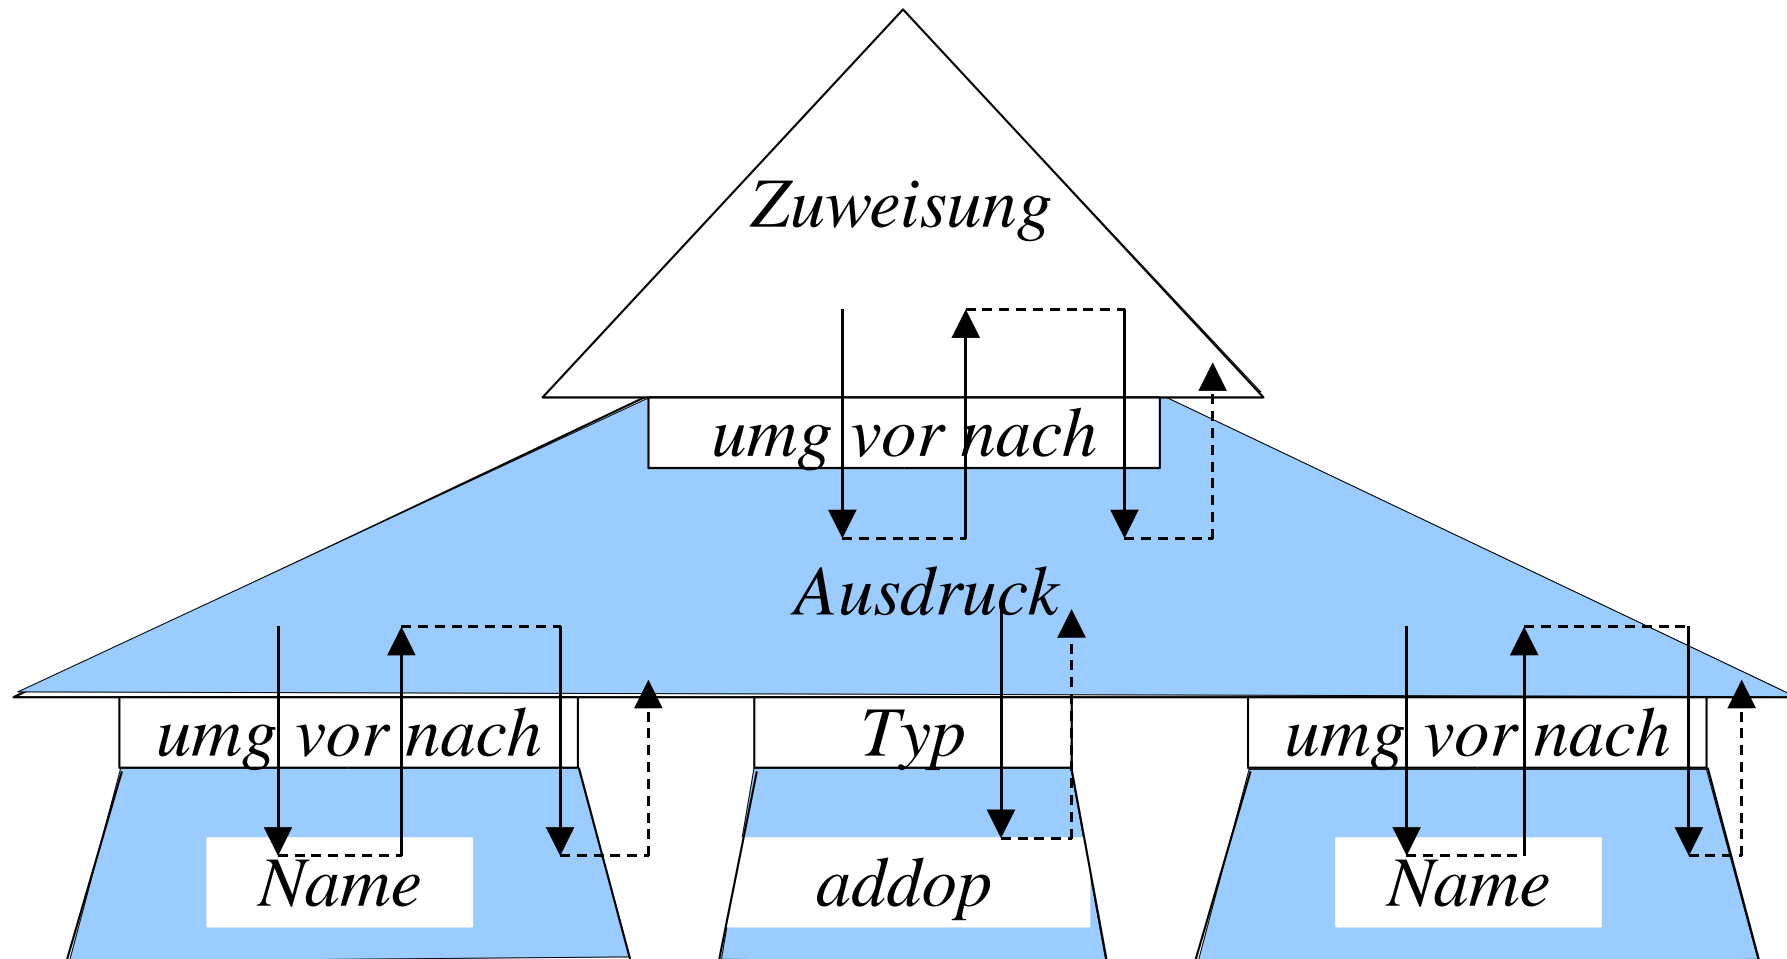 Zuweisung
umg vor nach
Ausdruck
umg vor nach
Typ
umg vor nach
Name
addop
Name